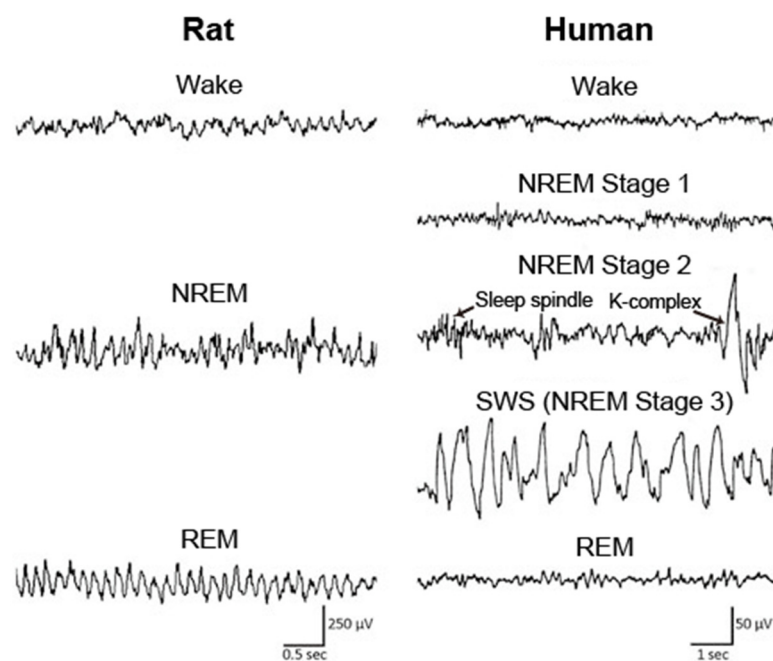 Rat
Human
Wake
Wake
NREM Stage 1
NREM
NREM Stage 2
Sleep spindle
K-complex
SWS (NREM Stage 3)
REM
REM
250 µV
0.5 sec
50 µV
1 sec